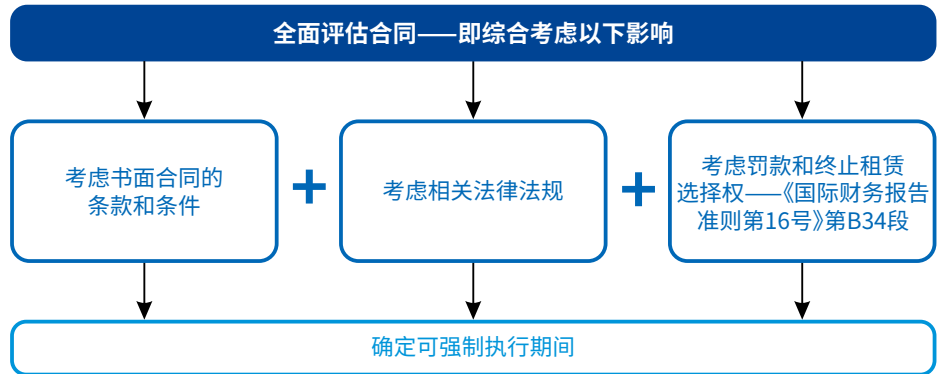 全面评估合同——即综合考虑以下影响
考虑书面合同的
条款和条件
+
考虑相关法律法规
+
考虑罚款和终止租赁
选择权——《国际财务报告
准则第16号》第B34段
确定可强制执行期间